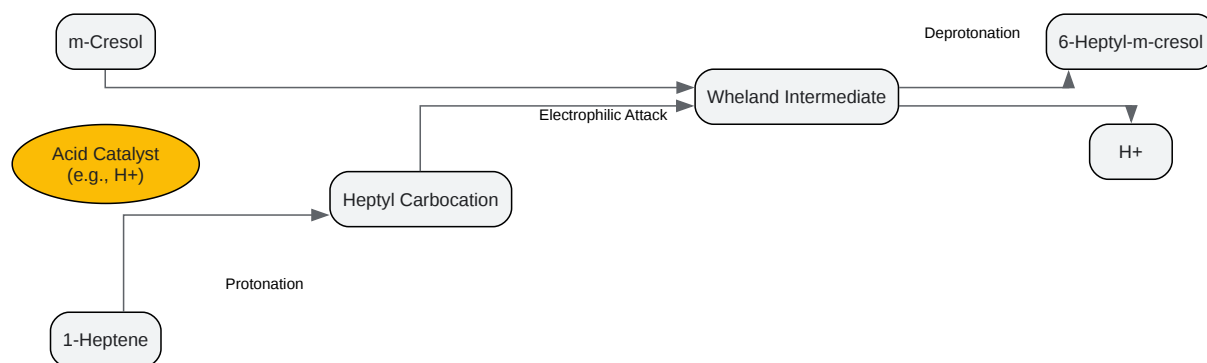 Deprotonation
m-Cresol
6-Heptyl-m-cresol
Wheland Intermediate
Electrophilic Attack
Acid Catalyst
(e.g., H+)
H+
Heptyl Carbocation
Protonation
1-Heptene